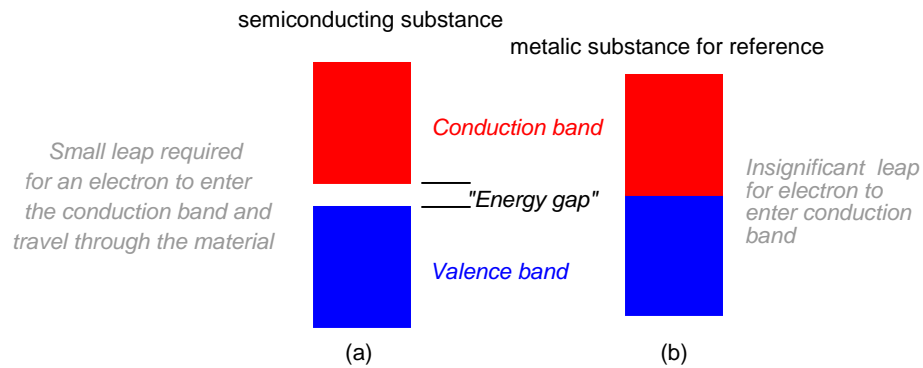 semiconducting substance
metalic substance for reference
Small leap required
for an electron to enter
the conduction band and
travel through the material
Conduction band
"Energy gap"
Valence band
Insignificant leap
for electron to
enter conduction
band
(a)
(b)